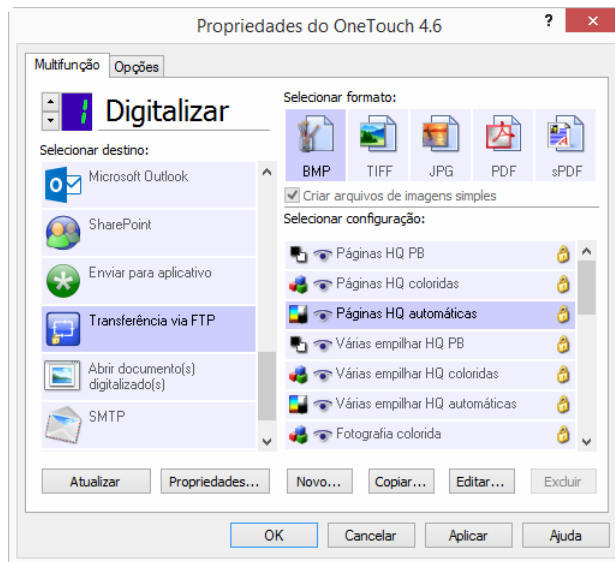 Propriedades do OneTouch 4.6
Multifunção
Opções
1 Digitalizar
Selecionar destino:
Microsoft Outlook
SharePoint
Enviar para aplicativo
Transferência via FTP
Abrir documento(s)
digitalizado(s)
SMTP
Selecionar formato:
BMP TIFF JPG PDF sPDF
Criar arquivos de imagens simples
Selecionar configuração:
Páginas HQ PB
Páginas HQ coloridas
Páginas HQ automáticas
Várias empilhar HQ PB
Várias empilhar HQ coloridas
Várias empilhar HQ automáticas
Fotografia colorida
Atualizar Propriedades... Novo... Copiar... Editar... Excluir
OK Cancelar Aplicar Ajuda